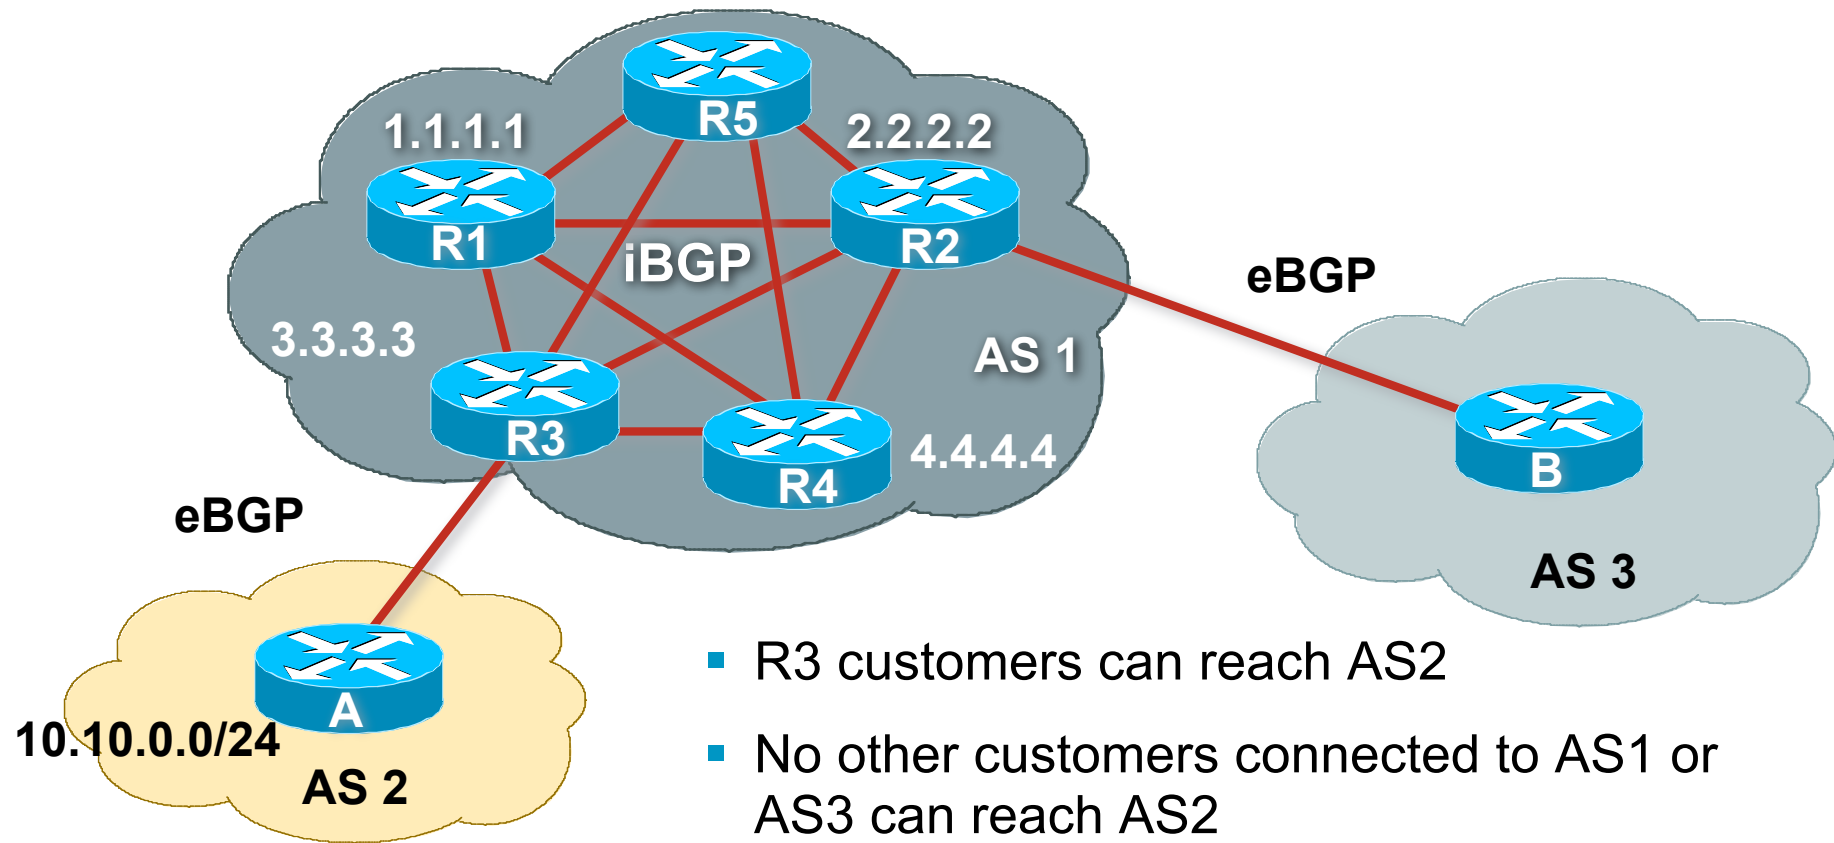 R5
1.1.1.1
2.2.2.2
R1
iBGP
R2
eBGP
3.3.3.3
AS 1
R3
4.4.4.4
R4
B
eBGP
AS 3
A
10.10.0.0/24
AS 2
R3 customers can reach AS2
No other customers connected to AS1 or
AS3 can reach AS2